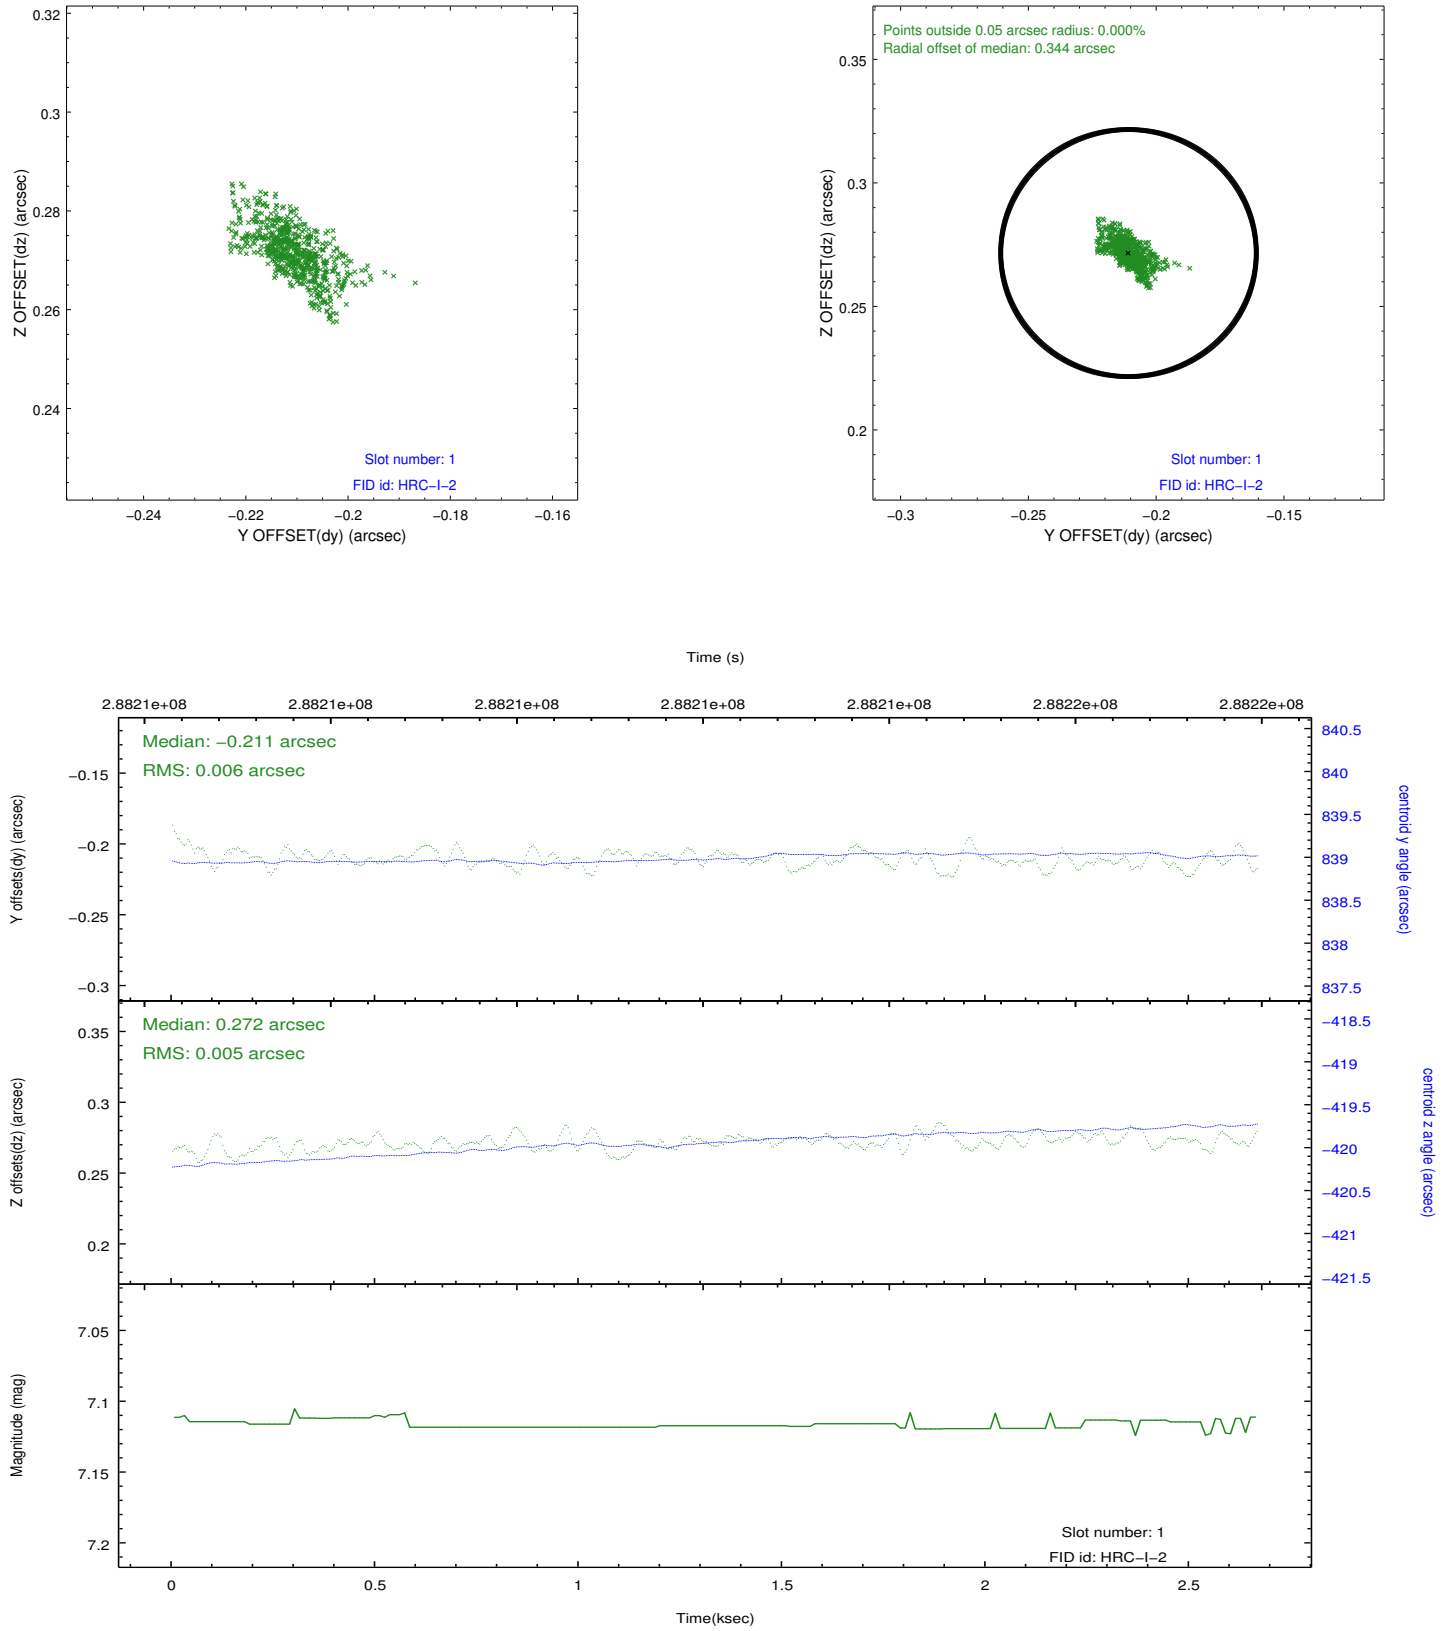 0.32
0.3
0.28
0.26
0.24
Z OFFSET(dz) (arcsec)
Slot number: 1
FID id: HRC−I−2
−0.24 −0.22 −0.2 −0.18 −0.16
Y OFFSET(dy) (arcsec)
Points outside 0.05 arcsec radius: 0.000%
Radial offset of median: 0.344 arcsec
0.35
0.3
0.25
0.2
Z OFFSET(dz) (arcsec)
Slot number: 1
FID id: HRC−I−2
−0.3 −0.25 −0.2 −0.15
Y OFFSET(dy) (arcsec)
Time (s)
2.8821e+08 2.8821e+08 2.8821e+08 2.8821e+08 2.8821e+08 2.8822e+08 2.8822e+08
Median: −0.211 arcsec
RMS: 0.006 arcsec
−0.15
−0.2
−0.25
−0.3
Y offsets(dy) (arcsec)
840.5
840
839.5
839
838.5
838
837.5
centroid y angle (arcsec)
Median: 0.272 arcsec
RMS: 0.005 arcsec
0.35
0.3
0.25
0.2
Z offsets(dz) (arcsec)
−418.5
−419
−419.5
−420
−420.5
−421
−421.5
centroid z angle (arcsec)
7.05
7.1
7.15
7.2
Magnitude (mag)
Slot number: 1
FID id: HRC−I−2
0 0.5 1 1.5 2 2.5
Time(ksec)